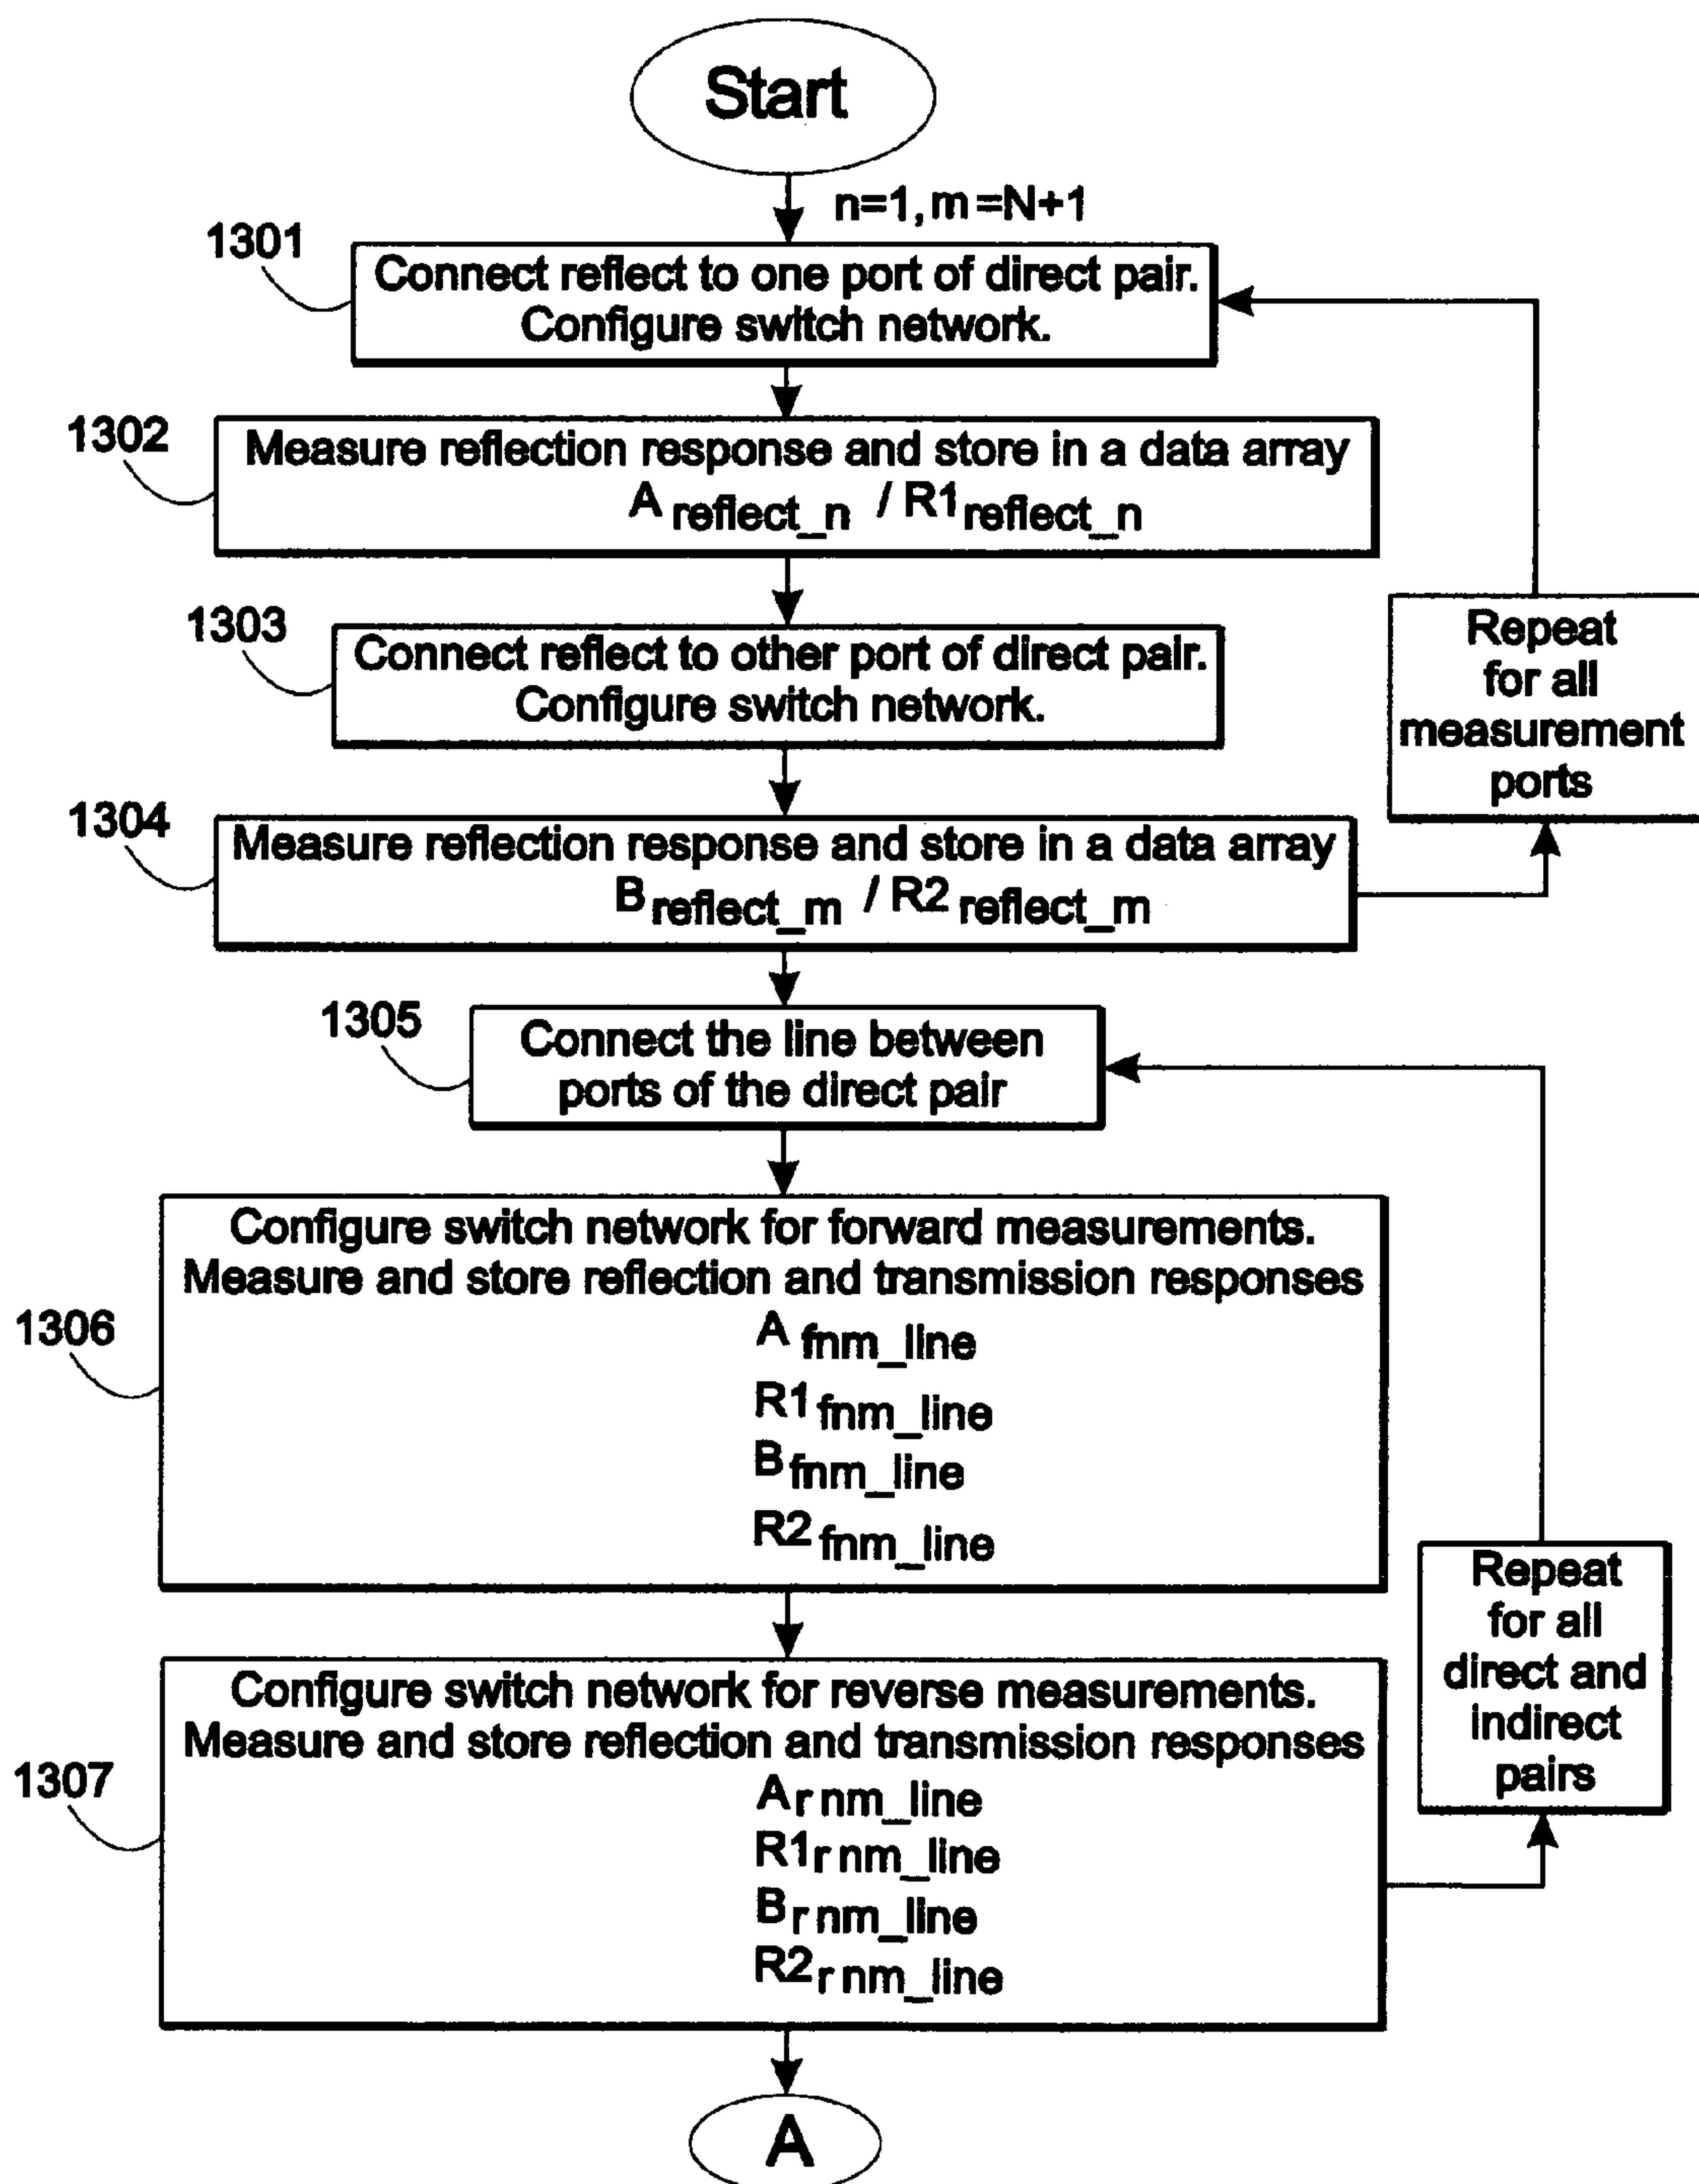 Start
n=1, m=N+1
1301
Connect reflect to one port of direct pair.
Configure switch network.
1302
Measure reflection response and store in a data array
A reflect_n / R1 reflect_n
1303
Connect reflect to other port of direct pair.
Configure switch network.
Repeat
for all
measurement
ports
1304
Measure reflection response and store in a data array
B reflect_m / R2 reflect_m
1305
Connect the line between
ports of the direct pair
1306
Configure switch network for forward measurements.
Measure and store reflection and transmission responses
A fnm_line
R1 fnm_line
B fnm_line
R2 fnm_line
Repeat
for all
direct and
indirect
pairs
1307
Configure switch network for reverse measurements.
Measure and store reflection and transmission responses
A r nm_line
R1 r nm_line
B r nm_line
R2 r nm_line
A